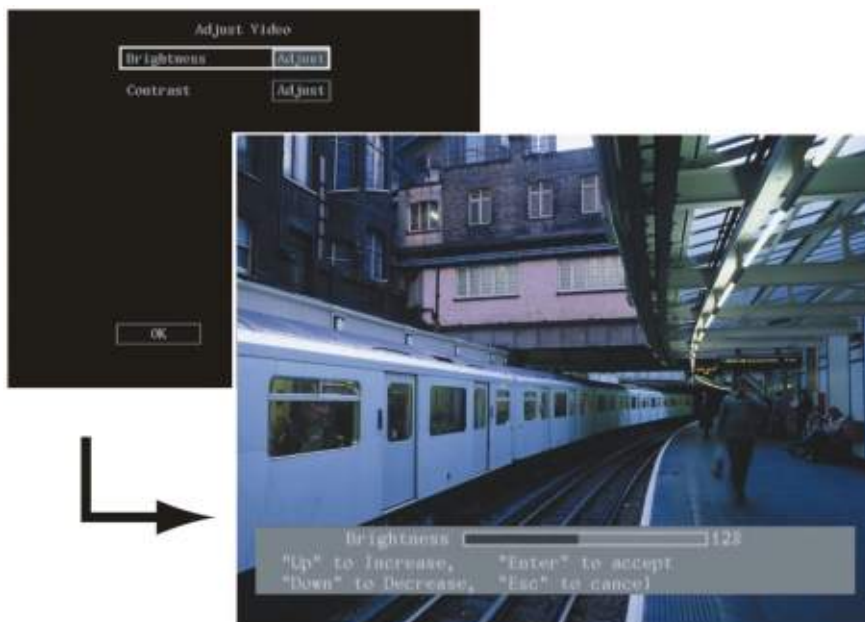 Adjust Video
Brightness Adjust
Contrast Adjust
OK
Brightness 128
"Up" to Increase, "Enter" to accept
"Down" to Decrease, "Esc" to cancel